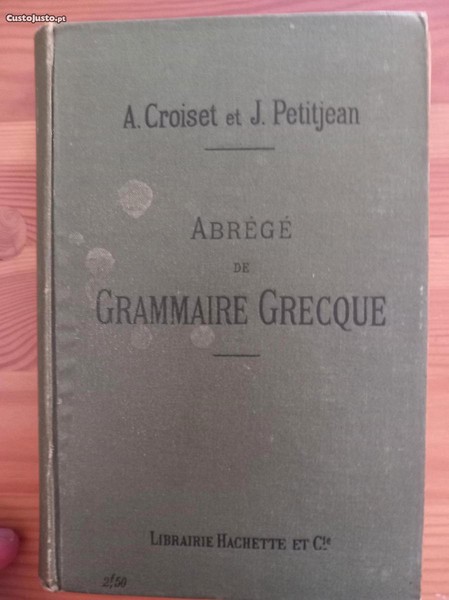 CustoJusto.pt
A. Croiset et J. Petitjean
ABRÉGÉ
DE
GRAMMAIRE GRECQUE
LIBRAIRIE HACHETTE ET Cie
2f50